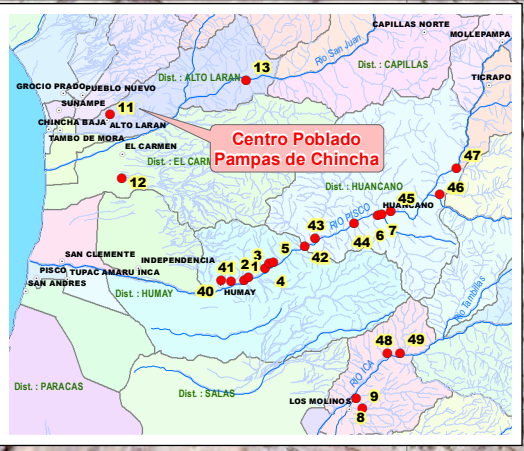 CAPILLAS NORTE
MOLLEPAMPA
Río San Juan
13
Dist. : ALTO LARAN
Dist. : CAPILLAS
TICRAPO
GROCIO PRADO
PUEBLO NUEVO
SUNAMPE
11
CHINCHA BAJA
ALTO LARAN
TAMBO DE MORA
Centro Poblado
Pampas de Chincha
EL CARMEN
Dist. : EL CARM
47
12
Dist. : HUANCANO
46
45
HUANCANO
RIO PISCO
43
7
6
44
42
SAN CLEMENTE
INDEPENDENCIA
3
5
PISCO
TUPAC AMARU INCA
41
2
1
4
SAN ANDRES
40
HUMAY
Dist. : HUMAY
Río Tambillas
48
49
RIO ICA
Dist. : PARACAS
Dist. : SALAS
LOS MOLINOS
9
8